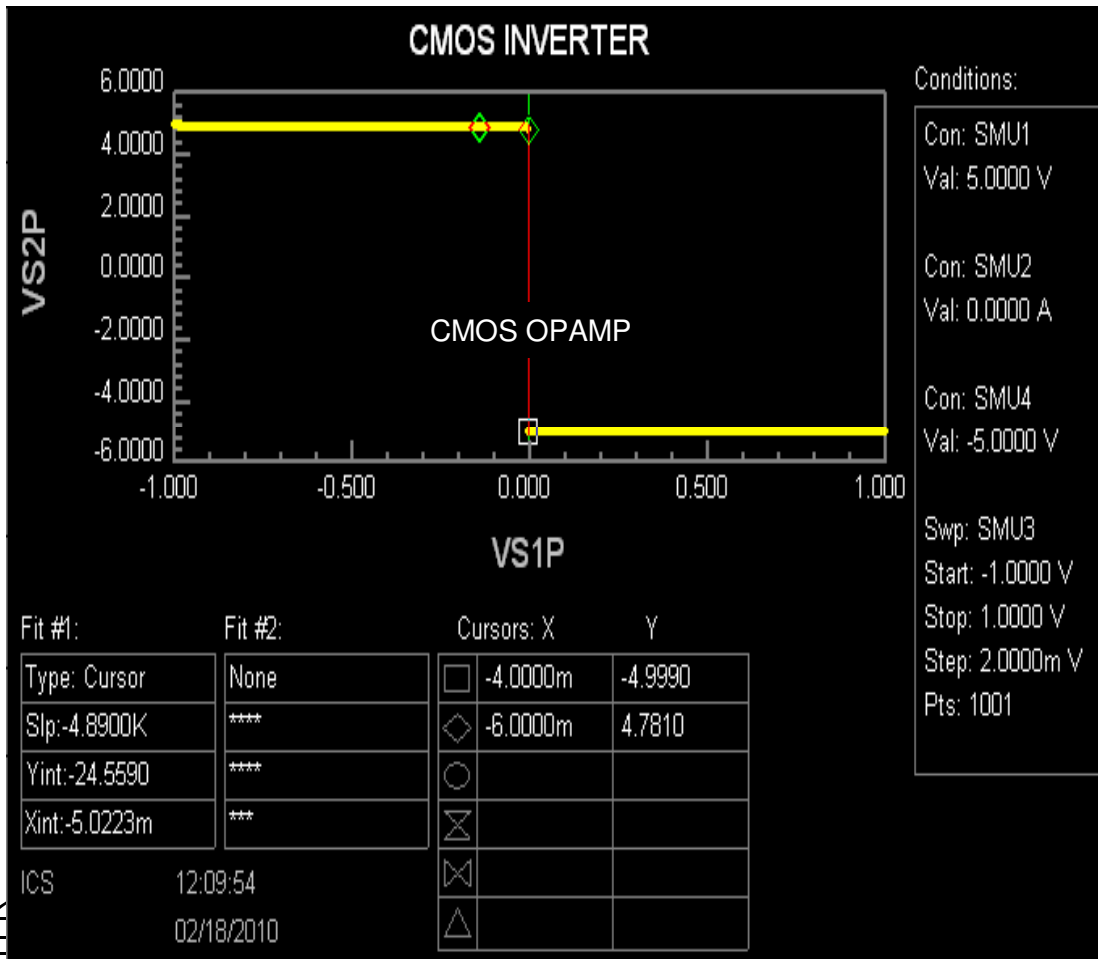 CMOS INVERTER
6.0000
4.0000
2.0000
0.0000
-2.0000
-4.0000
-6.0000
VS2P
CMOS OPAMP
-1.000 -0.500 0.000 0.500 1.000
VS1P
Conditions:
Con: SMU1
Val: 5.0000 V
Con: SMU2
Val: 0.0000 A
Con: SMU4
Val: -5.0000 V
Swp: SMU3
Start: -1.0000 V
Stop: 1.0000 V
Step: 2.0000m V
Pts: 1001
Fit #1: Fit #2: Cursors: X Y
Type: Cursor None -4.0000m -4.9990
Slp:-4.8900K **** -6.0000m 4.7810
Yint:-24.5590 ****
Xint:-5.0223m ***
ICS 12:09:54
02/18/2010